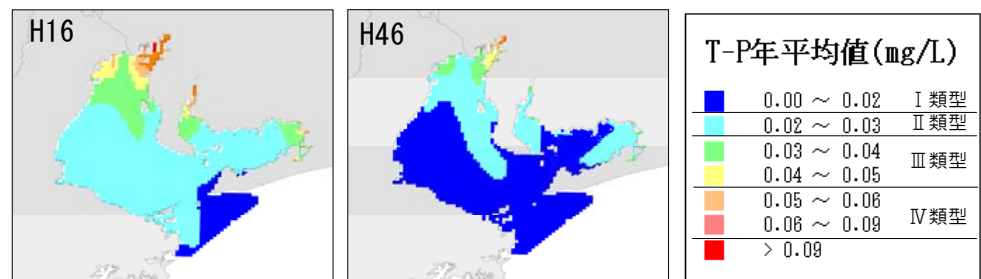 H16
H46
T-P年平均値(mg/L)
0.00 ～ 0.02 Ⅰ類型
0.02 ～ 0.03 Ⅱ類型
0.03 ～ 0.04
Ⅲ類型
0.04 ～ 0.05
0.05 ～ 0.06
Ⅳ類型
0.06 ～ 0.09
> 0.09